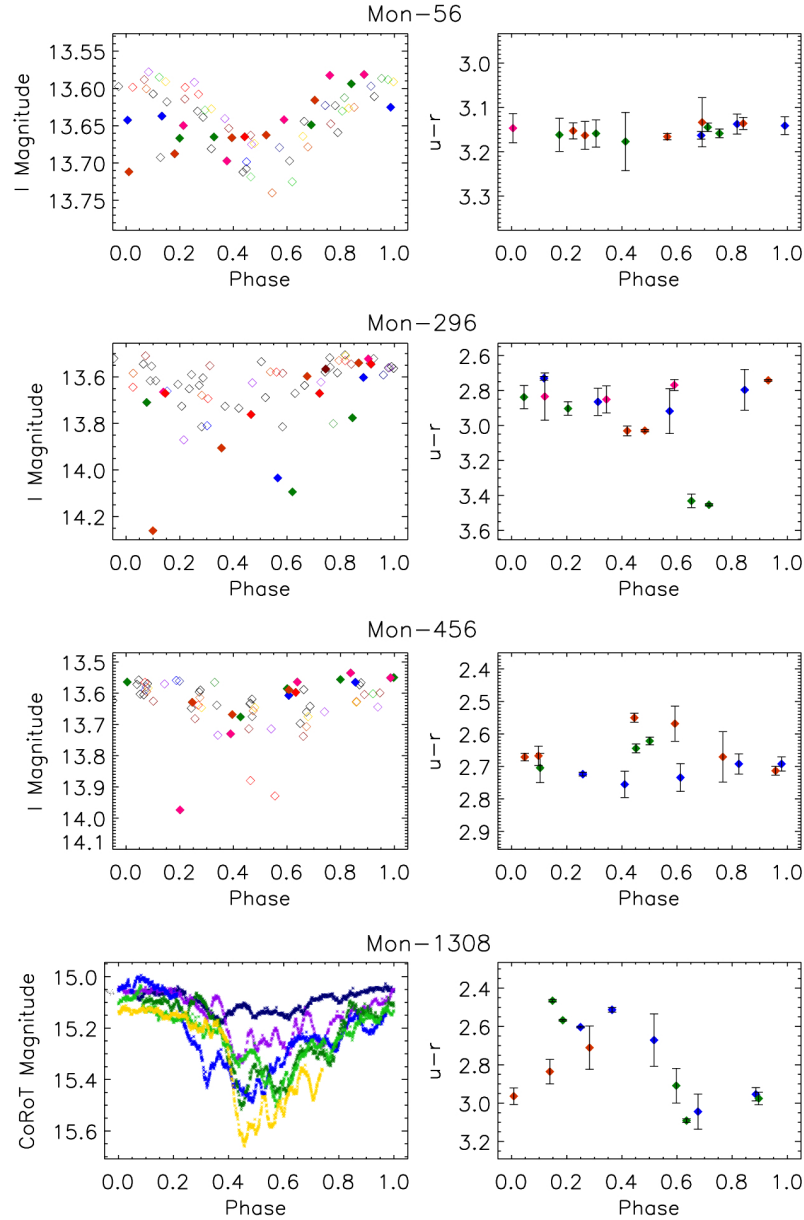 Mon-56
13.55
13.60
13.65
13.70
13.75
I Magnitude
0.0 0.2 0.4 0.6 0.8 1.0
Phase
3.0
3.1
3.2
3.3
u-r
0.0 0.2 0.4 0.6 0.8 1.0
Phase
Mon-296
13.6
13.8
14.0
14.2
I Magnitude
0.0 0.2 0.4 0.6 0.8 1.0
Phase
2.6
2.8
3.0
3.2
3.4
3.6
u-r
0.0 0.2 0.4 0.6 0.8 1.0
Phase
Mon-456
13.5
13.6
13.7
13.8
13.9
14.0
14.1
I Magnitude
0.0 0.2 0.4 0.6 0.8 1.0
Phase
2.4
2.5
2.6
2.7
2.8
2.9
u-r
0.0 0.2 0.4 0.6 0.8 1.0
Phase
Mon-1308
15.0
15.2
15.4
15.6
CoRoT Magnitude
0.0 0.2 0.4 0.6 0.8 1.0
Phase
2.4
2.6
2.8
3.0
3.2
u-r
0.0 0.2 0.4 0.6 0.8 1.0
Phase